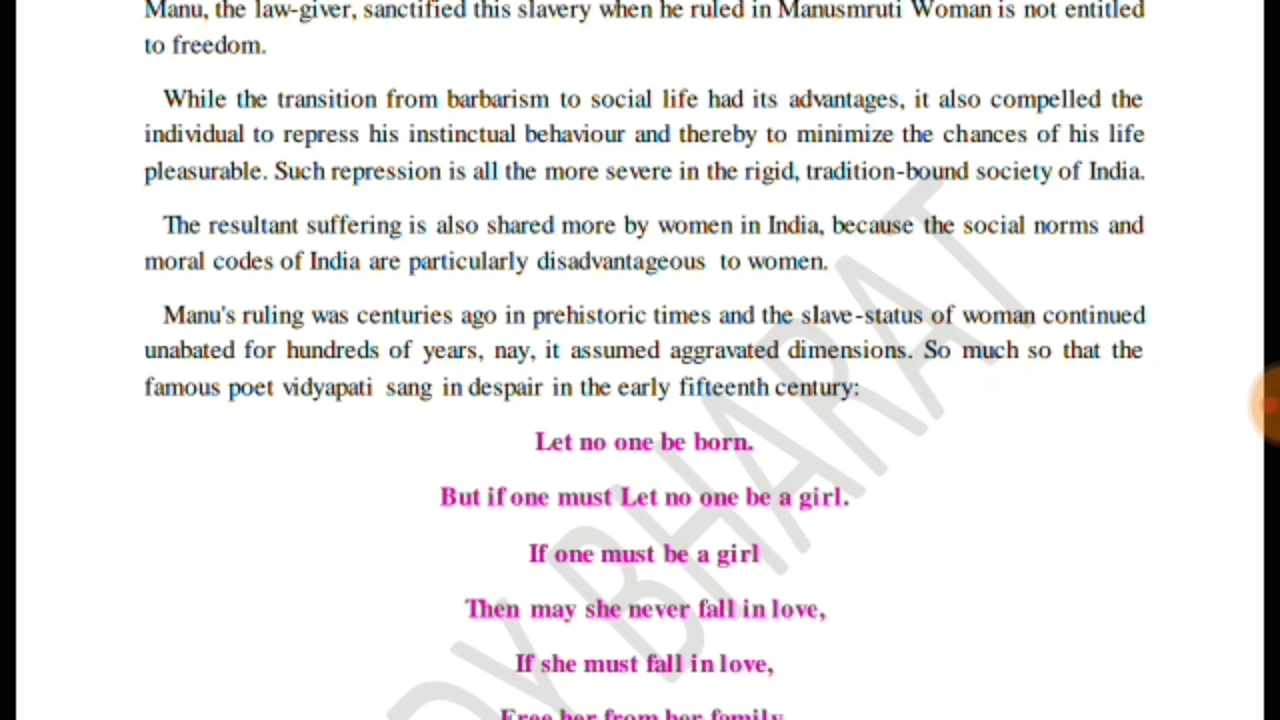 Manu, the law-giver, sanctified this slavery when he ruled in Manusmruti Woman is not entitled
to freedom.
While the transition from barbarism to social life had its advantages, it also compelled the
individual to repress his instinctual behaviour and thereby to minimize the chances of his life
pleasurable. Such repression is all the more severe in the rigid, tradition-bound society of India.
The resultant suffering is also shared more by women in India, because the social norms and
moral codes of India are particularly disadvantageous to women.
Manu's ruling was centuries ago in prehistoric times and the slave-status of woman continued
unabated for hundreds of years, nay, it assumed aggravated dimensions. So much so that the
famous poet vidyapati sang in despair in the early fifteenth century:
Let no one be born.
But if one must Let no one be a girl.
If one must be a girl
Then may she never fall in love,
If she must fall in love,
Free her from her family
DY BHARAT